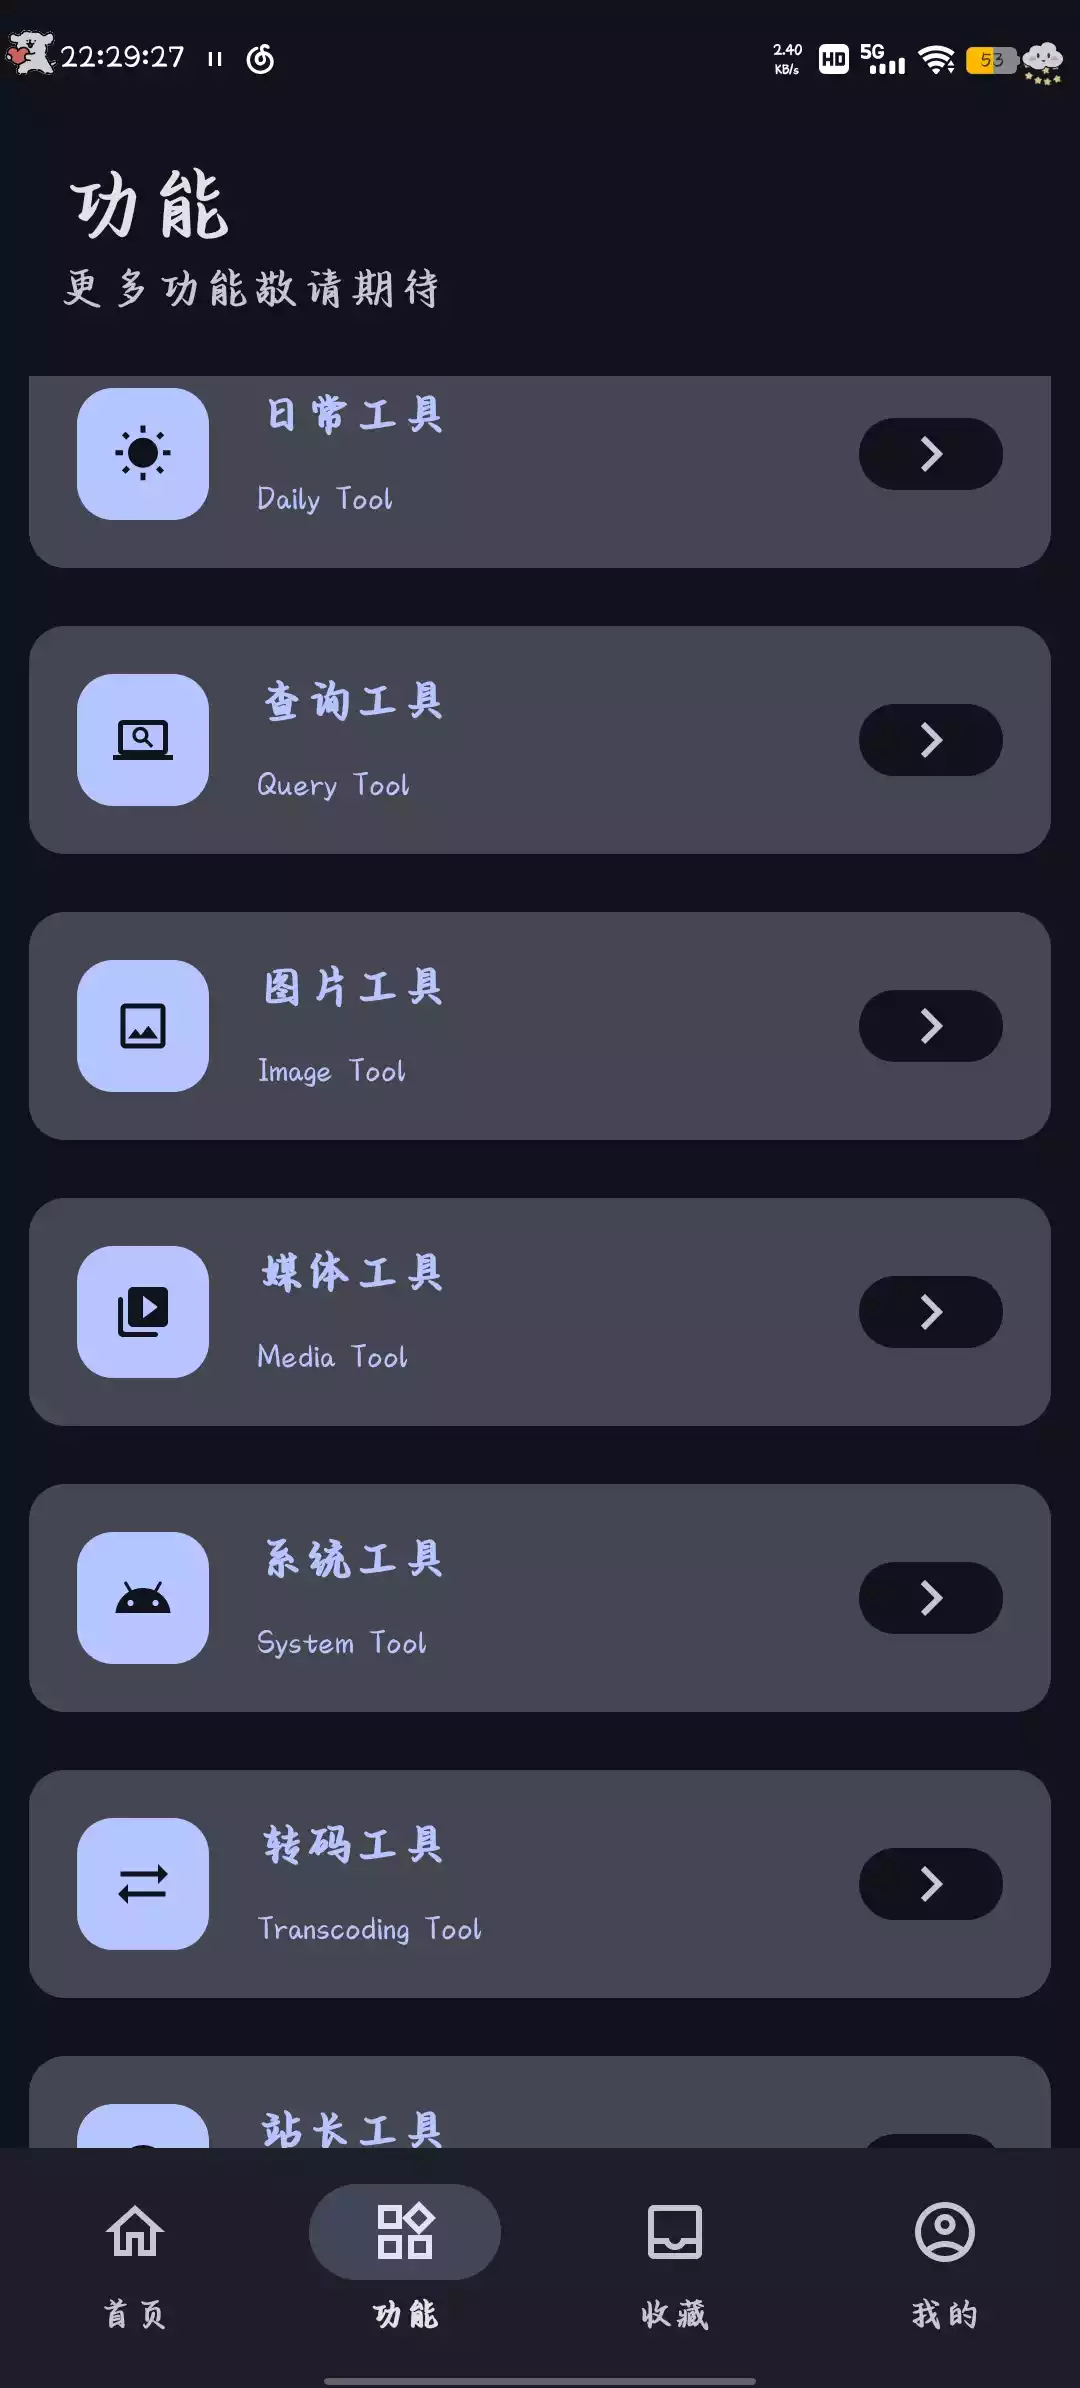 22:29:27
2.40
KB/s
HD
5G
53
功能
更多功能敬请期待
日常工具
Daily Tool
查询工具
Query Tool
图片工具
Image Tool
媒体工具
Media Tool
系统工具
System Tool
转码工具
Transcoding Tool
站长工具
首页
功能
收藏
我的